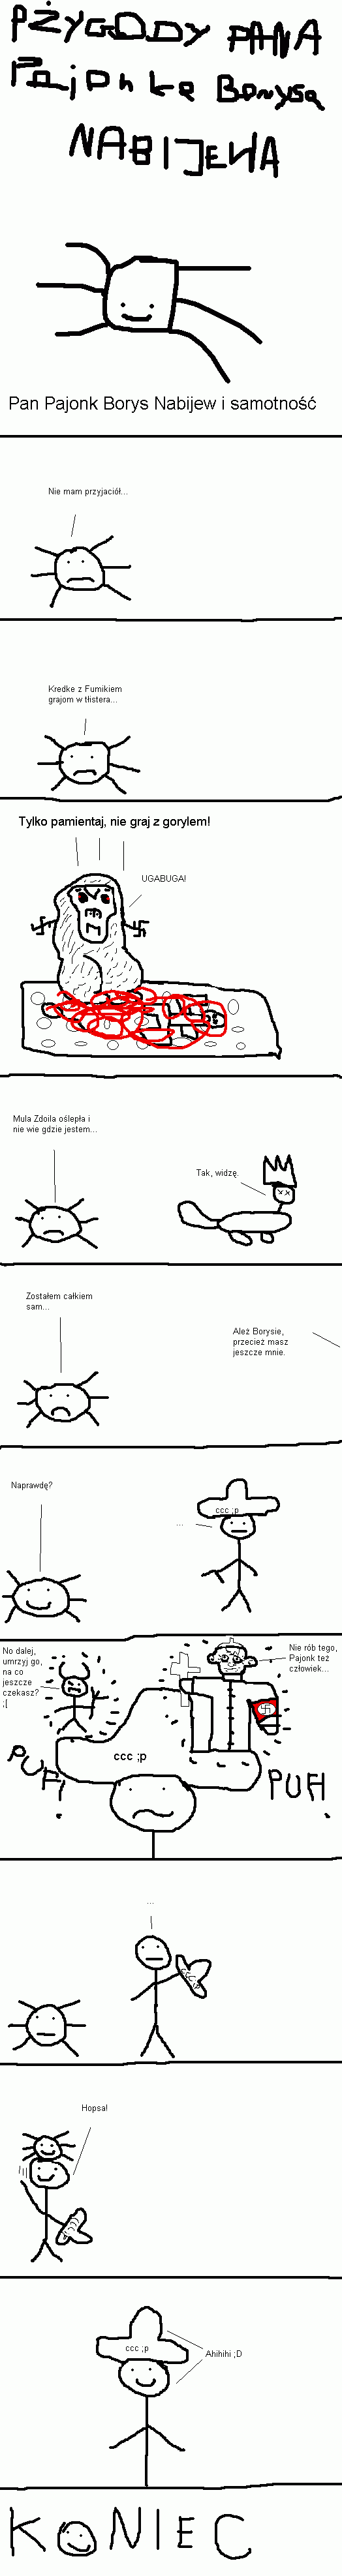 PŻYGODY PANA
Pajonka Borysa
NABIJEWA
Pan Pajonk Borys Nabijew i samotność
Nie mam przyjaciół...
Kredke z Fumikiem
grajom w tłistera...
Tylko pamientaj, nie graj z gorylem!
UGABUGA!
Mula Zdoila oślepła i
nie wie gdzie jestem...
Tak, widzę.
Zostałem całkiem
sam...
Ależ Borysie,
przecież masz
jeszcze mnie.
Naprawdę?
ccc ;p
...
No dalej,
umrzyj go,
na co
jeszcze
czekasz?
;[
Nie rób tego,
Pajonk też
człowiek...
PUF!
ccc ;p
PUH!
...
ccc ;p
Hopsa!
ccc ;p
Ahihihi ;D
KONIEC